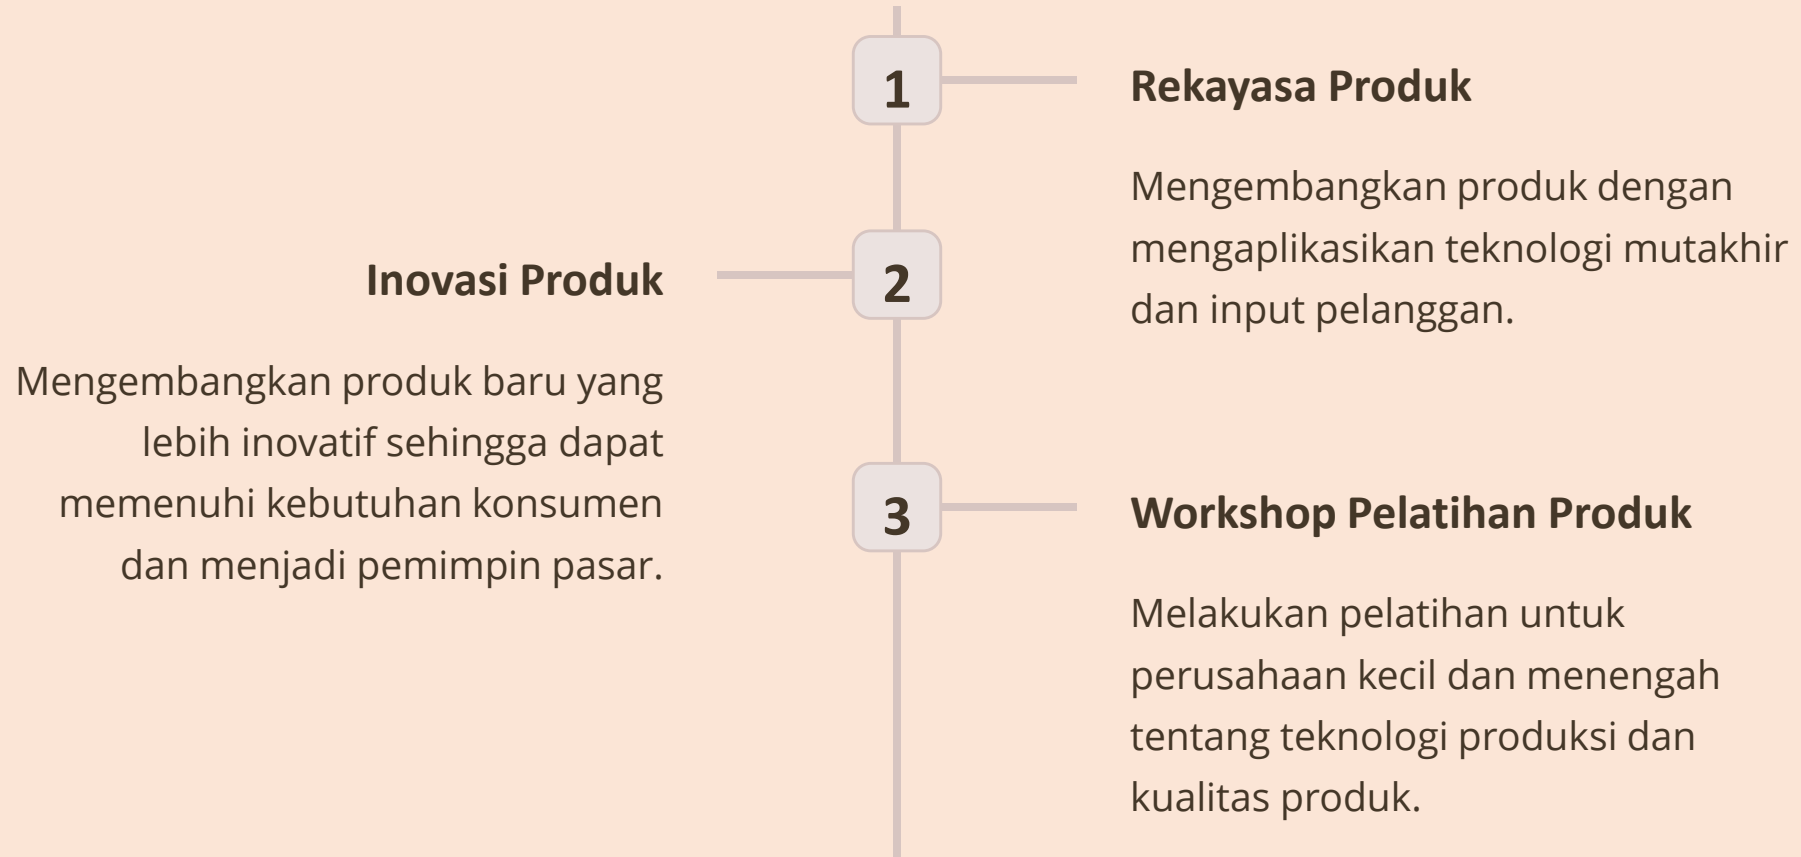 1
Rekayasa Produk
Mengembangkan produk dengan
mengaplikasikan teknologi mutakhir
dan input pelanggan.
2
Inovasi Produk
Mengembangkan produk baru yang
lebih inovatif sehingga dapat
memenuhi kebutuhan konsumen
dan menjadi pemimpin pasar.
3
Workshop Pelatihan Produk
Melakukan pelatihan untuk
perusahaan kecil dan menengah
tentang teknologi produksi dan
kualitas produk.